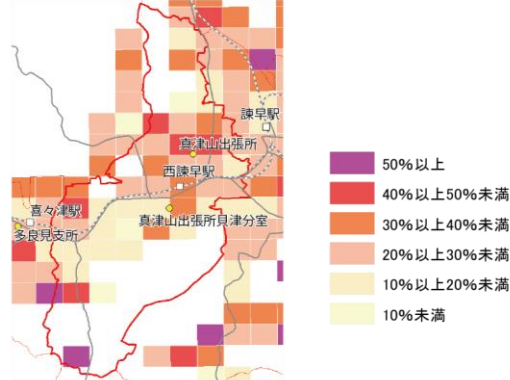 諫早駅
真津山出張所
西諫早駅
喜々津駅
真津山出張所貝津分室
多良見支所
50%以上
40%以上50%未満
30%以上40%未満
20%以上30%未満
10%以上20%未満
10%未満